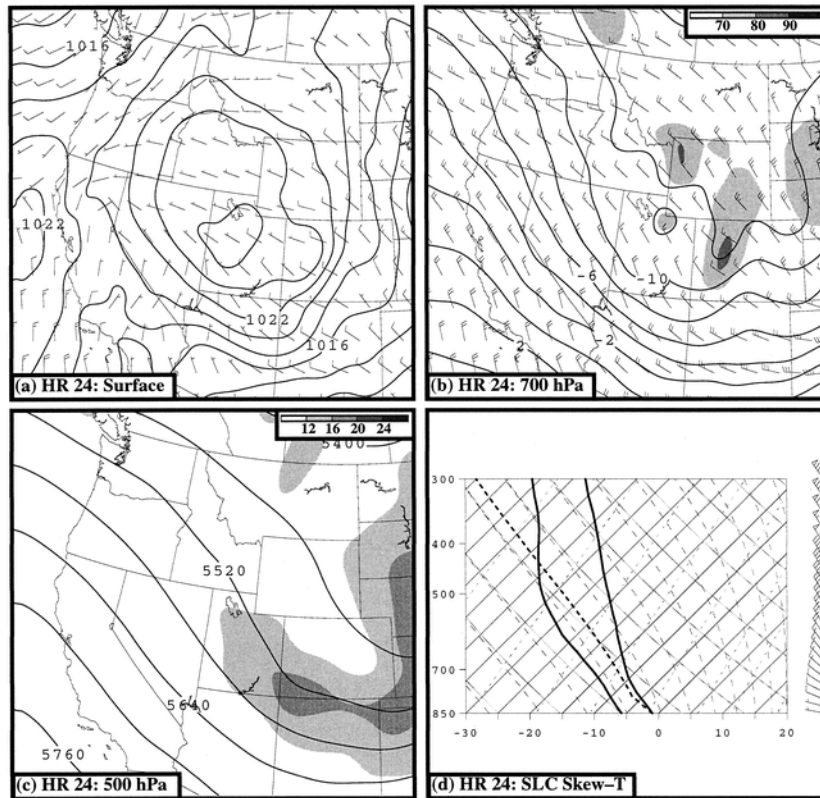 1016
1022
1022
1016
(a) HR 24: Surface
70 80 90
-6
-10
-2
2
(b) HR 24: 700 hPa
12 16 20 24
5400
5520
5640
5760
(c) HR 24: 500 hPa
300
400
500
700
850
-30 -20 -10 0 10 20
(d) HR 24: SLC Skew-T